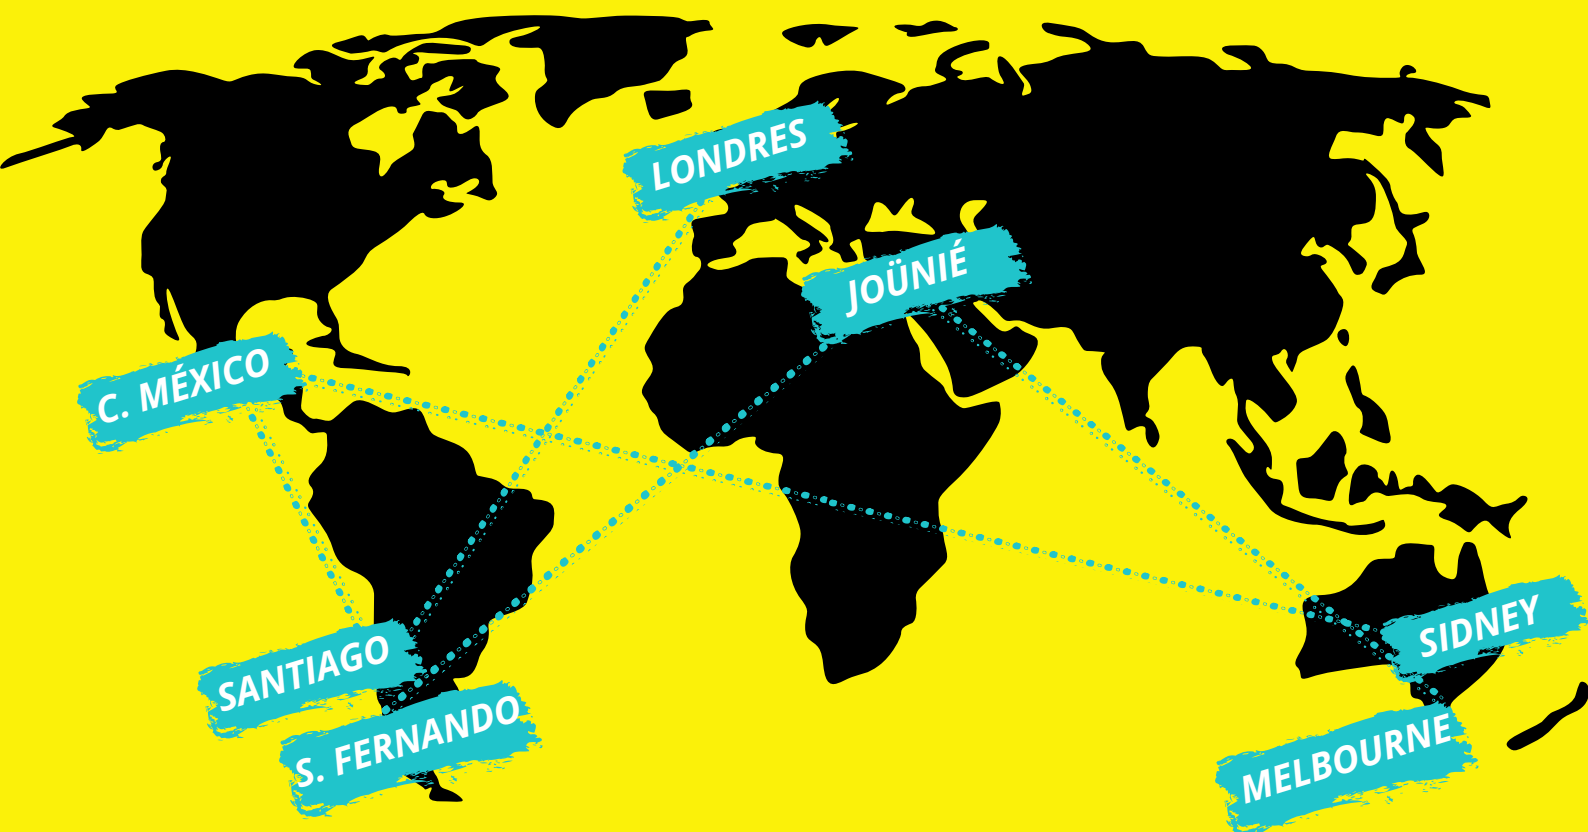 LONDRES
JOÜNIÉ
C. MÉXICO
SIDNEY
SANTIAGO
S. FERNANDO
MELBOURNE